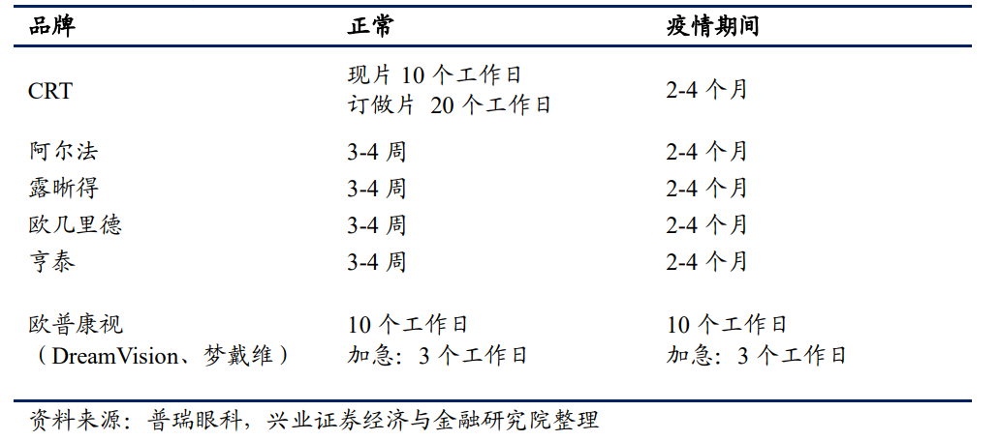 品牌 正常 疫情期间
现片 10 个工作日
CRT 2-4 个月
订做片 20 个工作日
阿尔法 3-4 周 2-4 个月
露晰得 3-4 周 2-4 个月
欧几里德 3-4 周 2-4 个月
亨泰 3-4 周 2-4 个月
欧普康视 10 个工作日 10 个工作日
（DreamVision、梦戴维） 加急：3 个工作日 加急：3 个工作日
资料来源：普瑞眼科，兴业证券经济与金融研究院整理